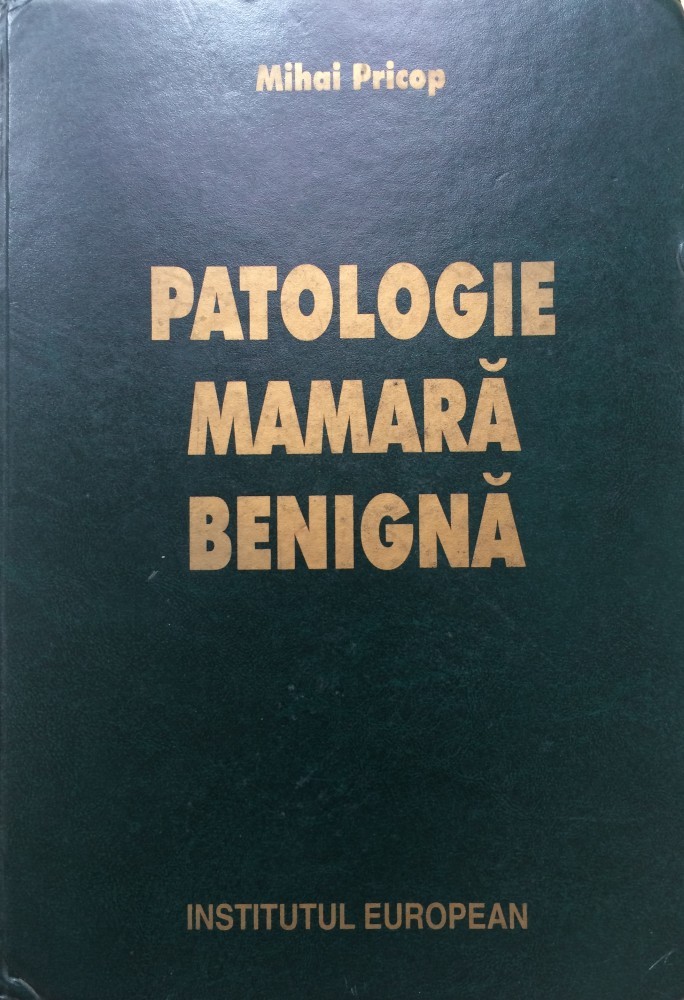 Mihai Pricop
PATOLOGIE
MAMARĂ
BENIGNĂ
INSTITUTUL EUROPEAN